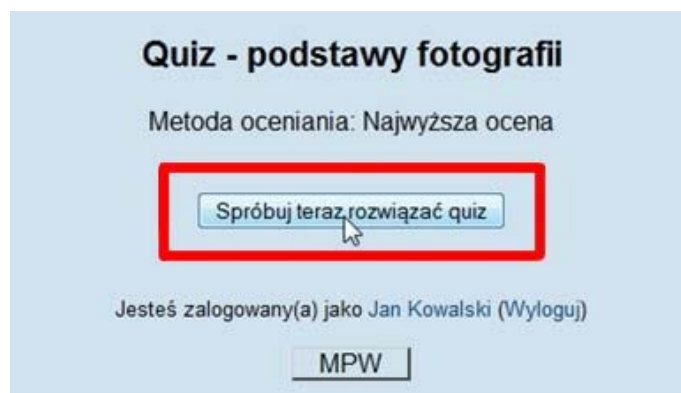 Quiz - podstawy fotografii
Metoda oceniania: Najwyższa ocena
Spróbuj teraz rozwiązać quiz
Jesteś zalogowany(a) jako Jan Kowalski (Wyloguj)
MPW